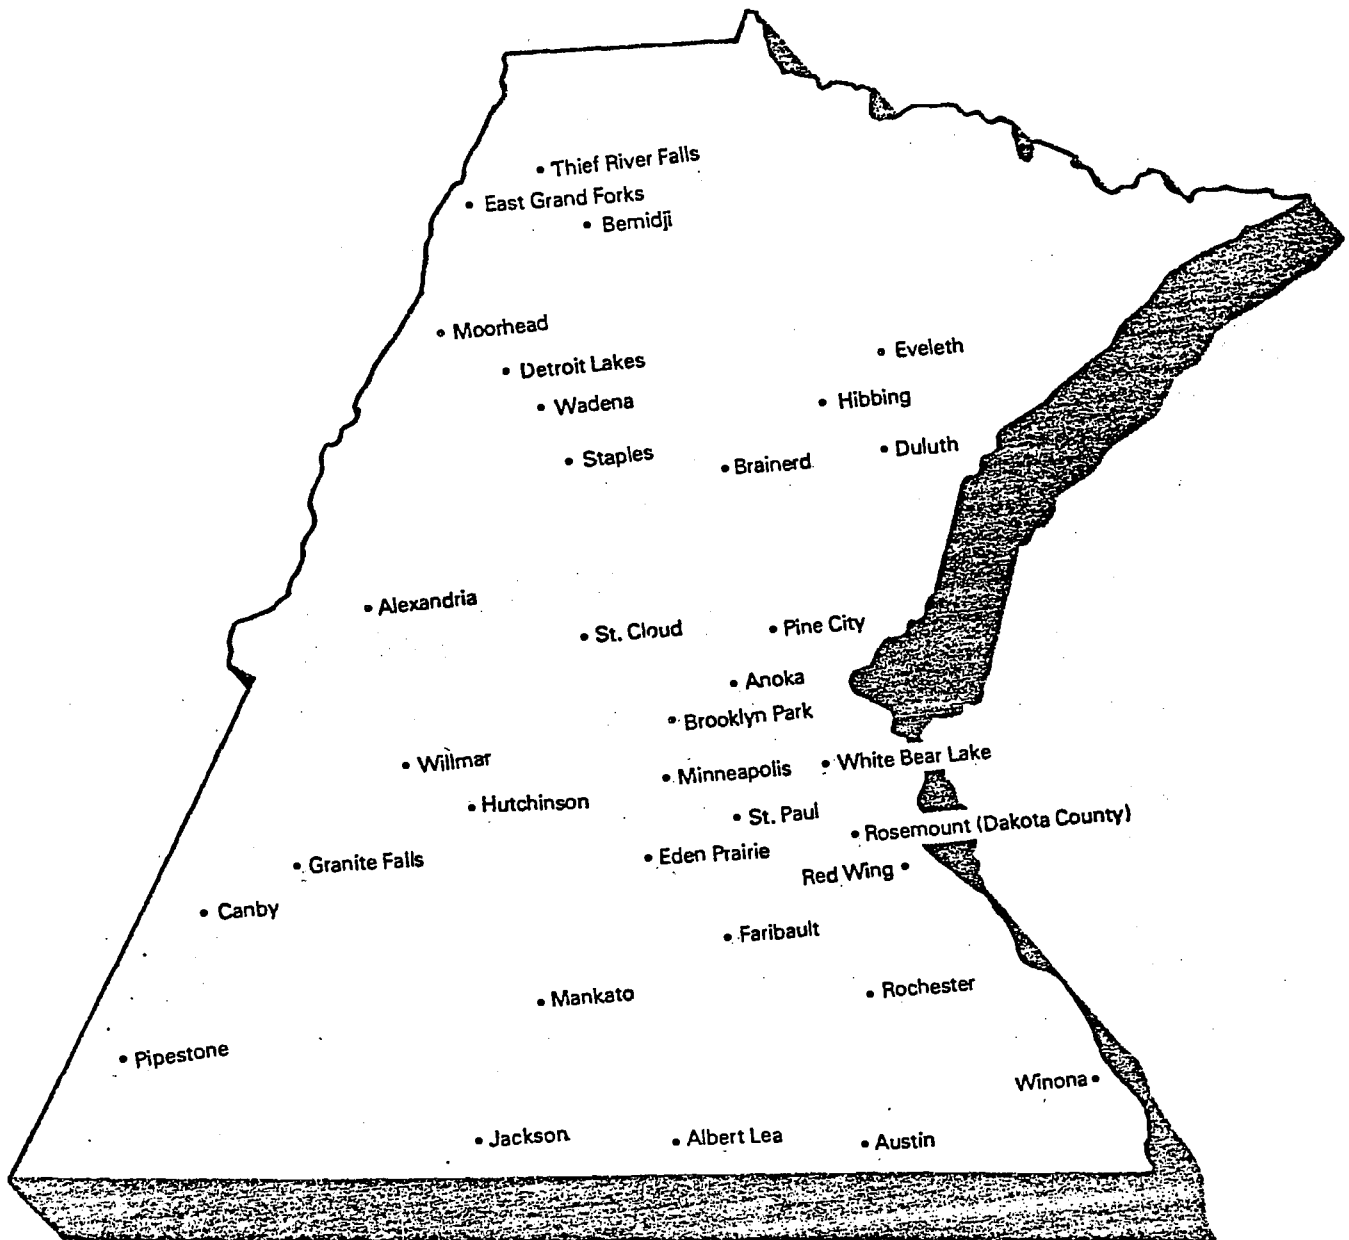 Thief River Falls
East Grand Forks
Bemidji
Moorhead
Eveleth
Detroit Lakes
Wadena
Hibbing
Staples
Brainerd
Duluth
Alexandria
St. Cloud
Pine City
Anoka
Brooklyn Park
Willmar
Minneapolis
White Bear Lake
Hutchinson
St. Paul
Rosemount (Dakota County)
Granite Falls
Eden Prairie
Red Wing
Canby
Faribault
Mankato
Rochester
Pipestone
Winona
Jackson
Albert Lea
Austin